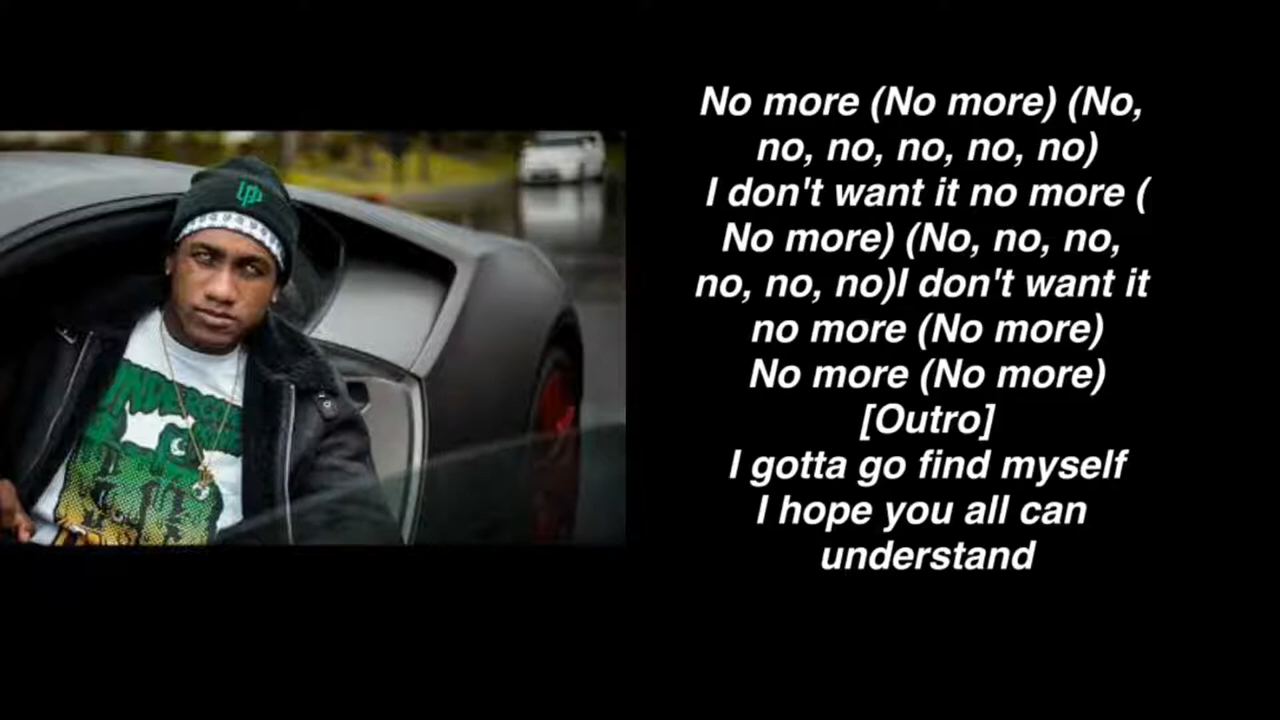 No more (No more) (No,
no, no, no, no, no)
I don't want it no more (
No more) (No, no, no,
no, no, no)I don't want it
no more (No more)
No more (No more)
[Outro]
I gotta go find myself
I hope you all can
understand